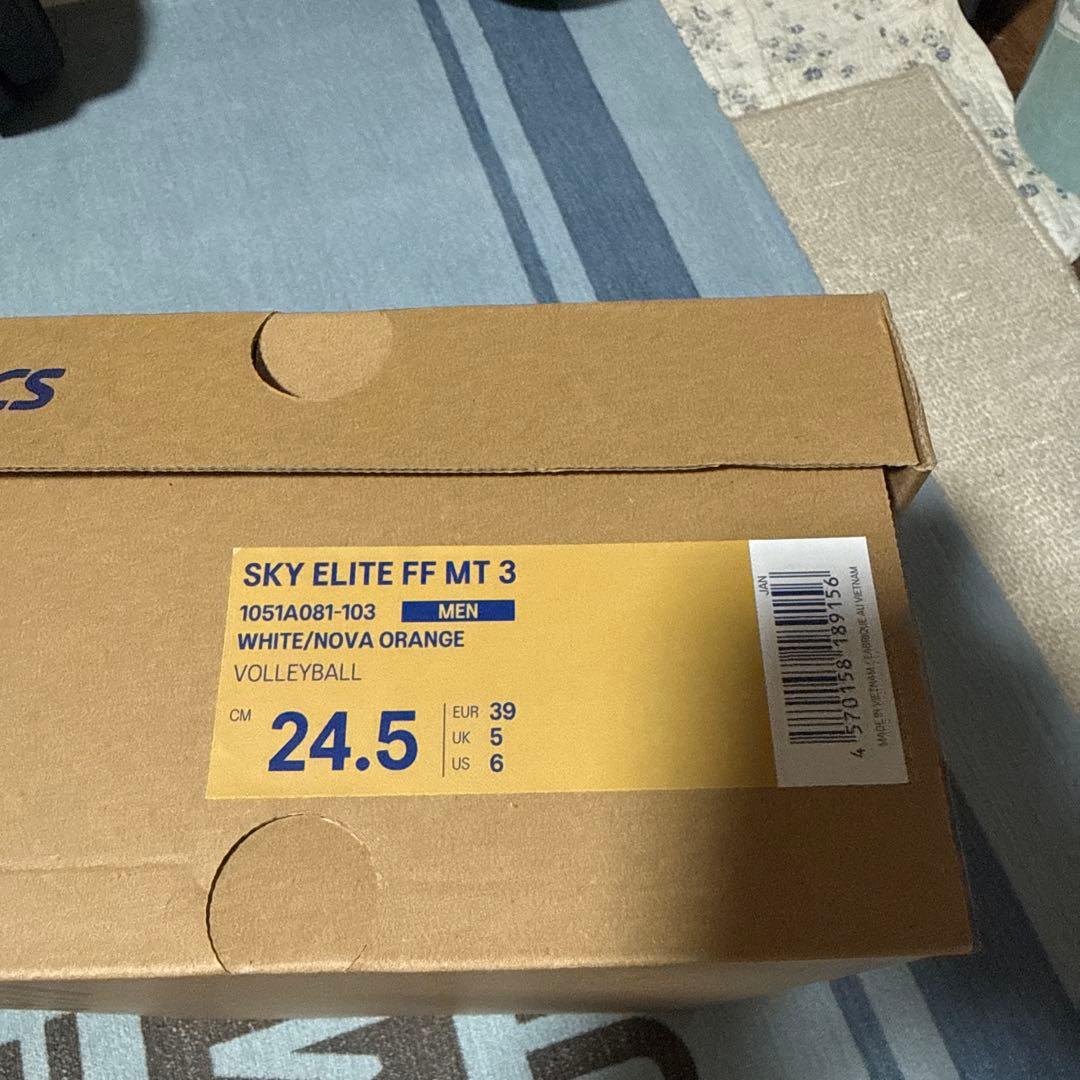 CS
SKY ELITE FF MT 3
1051A081-103 MEN
WHITE/NOVA ORANGE
VOLLEYBALL
CM 24.5
EUR 39
UK 5
US 6
JAN
4 570158 189156
MADE IN VIETNAM / FABRIQUE AU VIETNAM